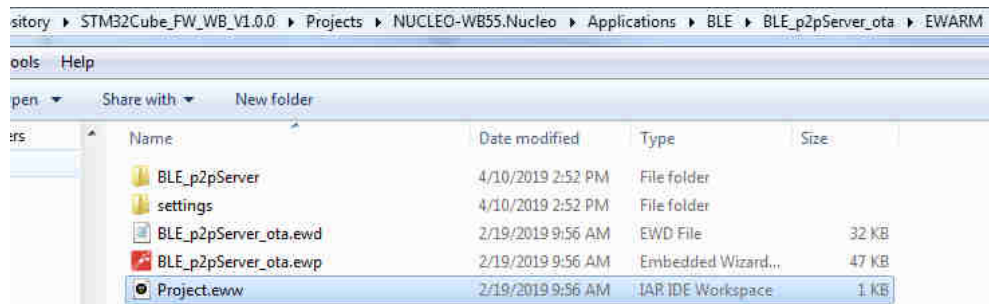 sitory ▸ STM32Cube_FW_WB_V1.0.0 ▸ Projects ▸ NUCLEO-WB55.Nucleo ▸ Applications ▸ BLE ▸ BLE_p2pServer_ota ▸ EWARM
ools Help
pen Share with New folder
ers Name Date modified Type Size
BLE_p2pServer 4/10/2019 2:52 PM File folder
settings 4/10/2019 2:52 PM File folder
BLE_p2pServer_ota.ewd 2/19/2019 9:56 AM EWD File 32 KB
BLE_p2pServer_ota.ewp 2/19/2019 9:56 AM Embedded Wizard... 47 KB
Project.eww 2/19/2019 9:56 AM IAR IDE Workspace 1 KB